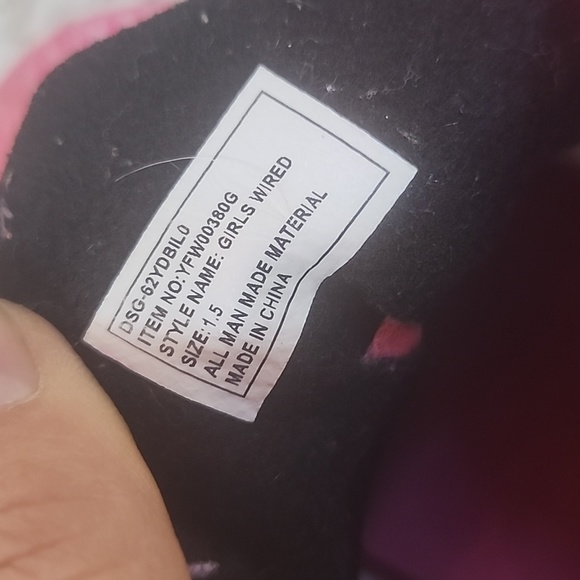 DSG-62YDBIL0
ITEM NO:YFW00380G
STYLE NAME: GIRLS WIRED
SIZE: 1.5
ALL MAN MADE MATERIAL
MADE IN CHINA